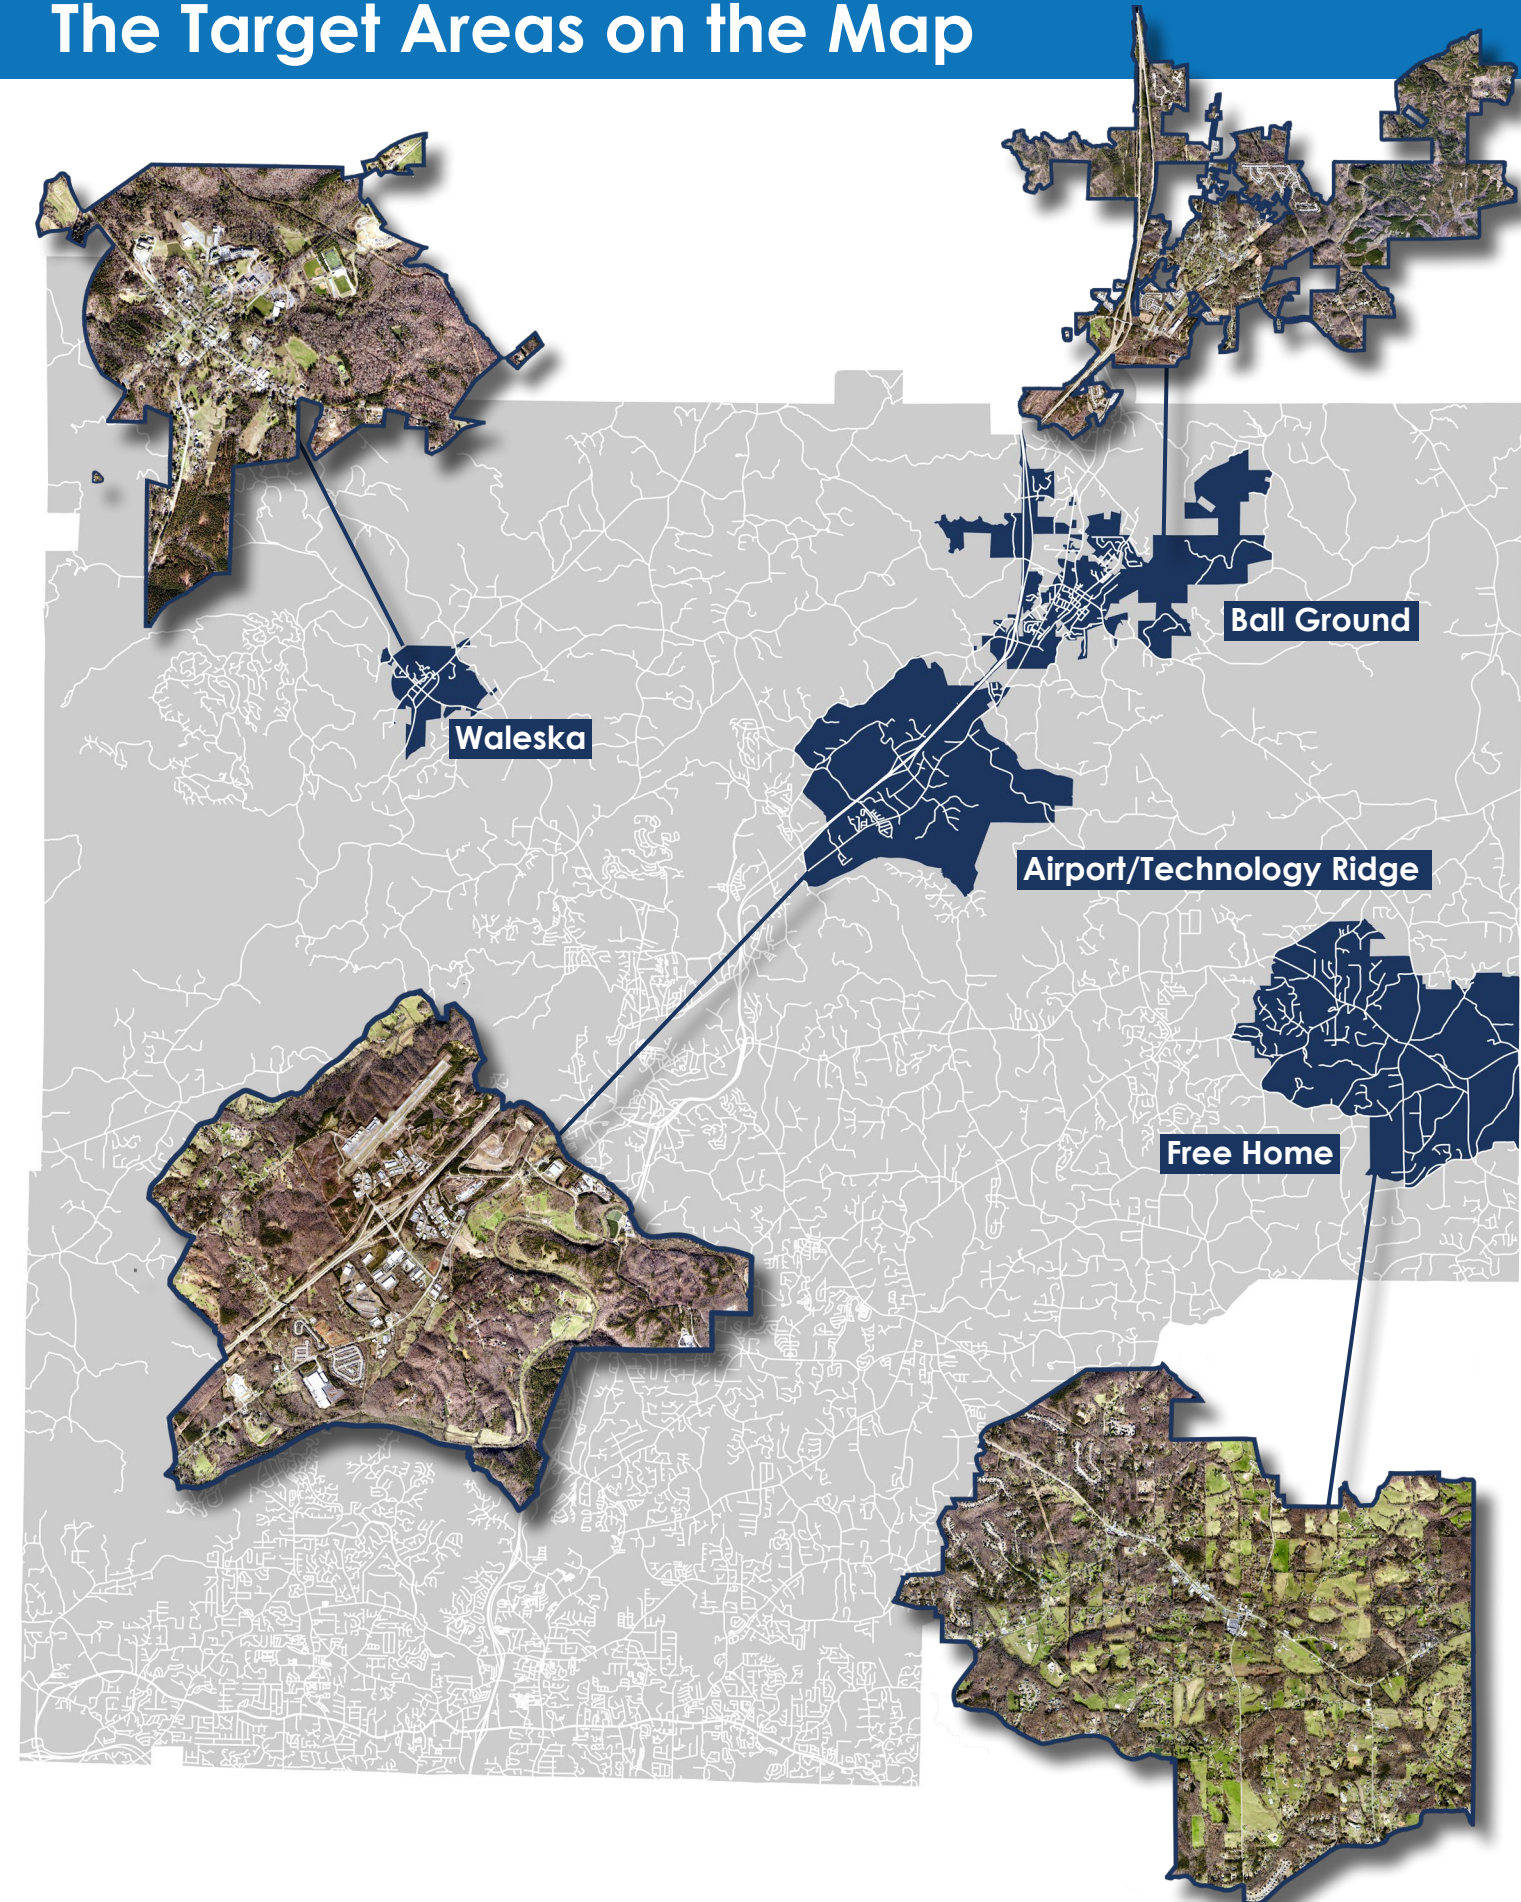 The Target Areas on the Map
Ball Ground
Waleska
Airport/Technology Ridge
Free Home